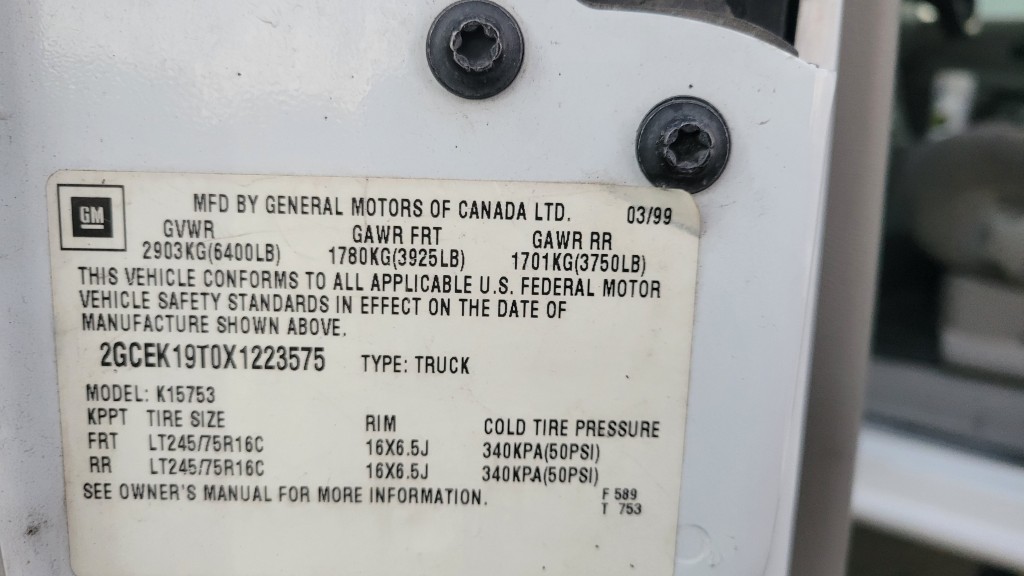 GM
MFD BY GENERAL MOTORS OF CANADA LTD. 03/99
GVWR GAWR FRT GAWR RR
2903KG(6400LB) 1780KG(3925LB) 1701KG(3750LB)
THIS VEHICLE CONFORMS TO ALL APPLICABLE U.S. FEDERAL MOTOR
VEHICLE SAFETY STANDARDS IN EFFECT ON THE DATE OF
MANUFACTURE SHOWN ABOVE.
2GCEK19T0X1223575 TYPE: TRUCK
MODEL: K15753
KPPT TIRE SIZE RIM COLD TIRE PRESSURE
FRT LT245/75R16C 16X6.5J 340KPA(50PSI)
RR LT245/75R16C 16X6.5J 340KPA(50PSI)
SEE OWNER'S MANUAL FOR MORE INFORMATION. F 589
T 753